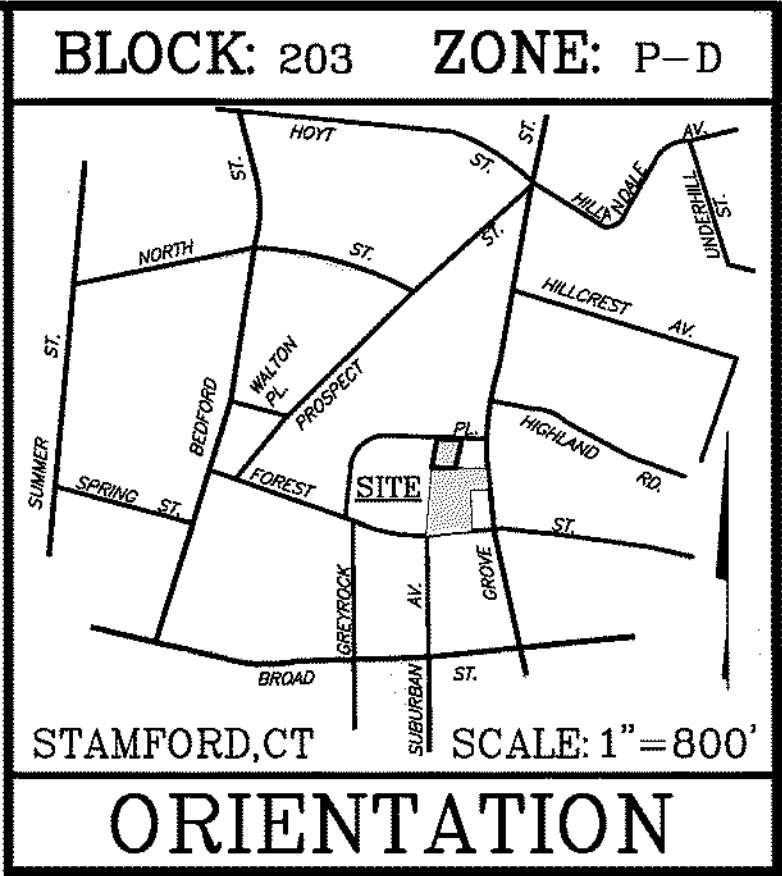 BLOCK: 203 ZONE: P-D
HOYT ST.
ST.
AV.
ST.
HILLANDALE
UNDERHILL ST.
NORTH ST.
ST.
HILLCREST AV.
ST.
WALTON PL.
PROSPECT
BEDFORD
PL.
HIGHLAND RD.
SUMMER
SPRING ST.
FOREST
SITE
ST.
GREYROCK
AV.
GROVE
BROAD ST.
SUBURBAN
STAMFORD,CT SCALE: 1"=800'
ORIENTATION